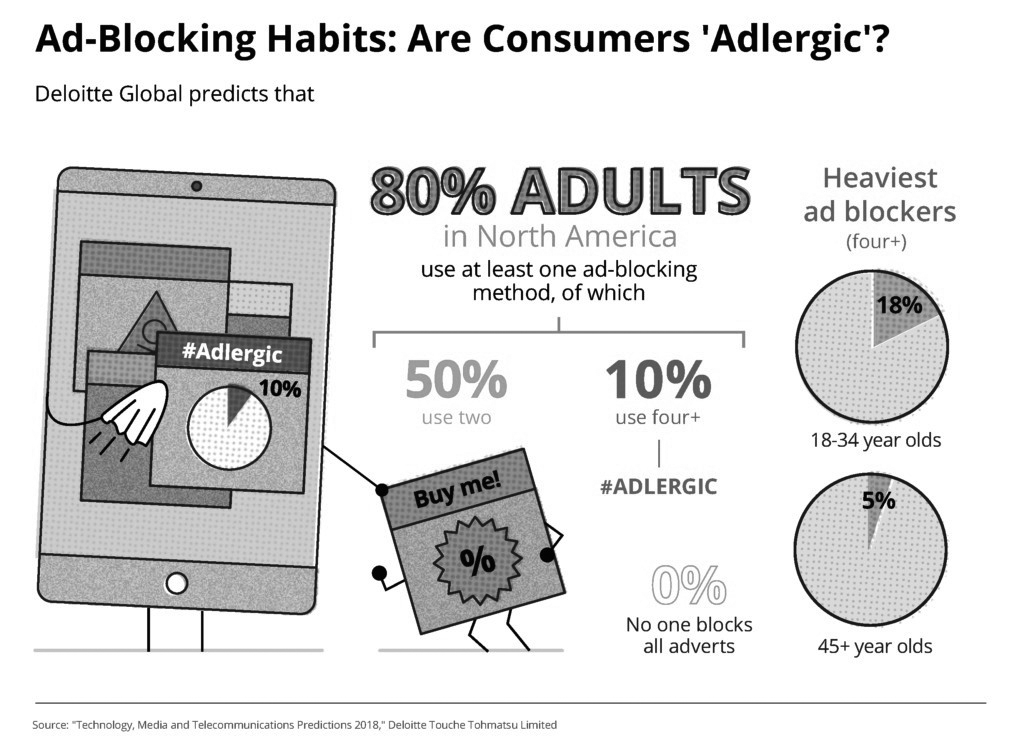 Ad-Blocking Habits: Are Consumers 'Adlergic'?
Deloitte Global predicts that
#Adlergic
10%
Buy me!
%
80% ADULTS
in North America
use at least one ad-blocking
method, of which
50%
use two
10%
use four+
#ADLERGIC
0%
No one blocks
all adverts
Heaviest
ad blockers
(four+)
18%
18-34 year olds
5%
45+ year olds
Source: "Technology, Media and Telecommunications Predictions 2018," Deloitte Touche Tohmatsu Limited